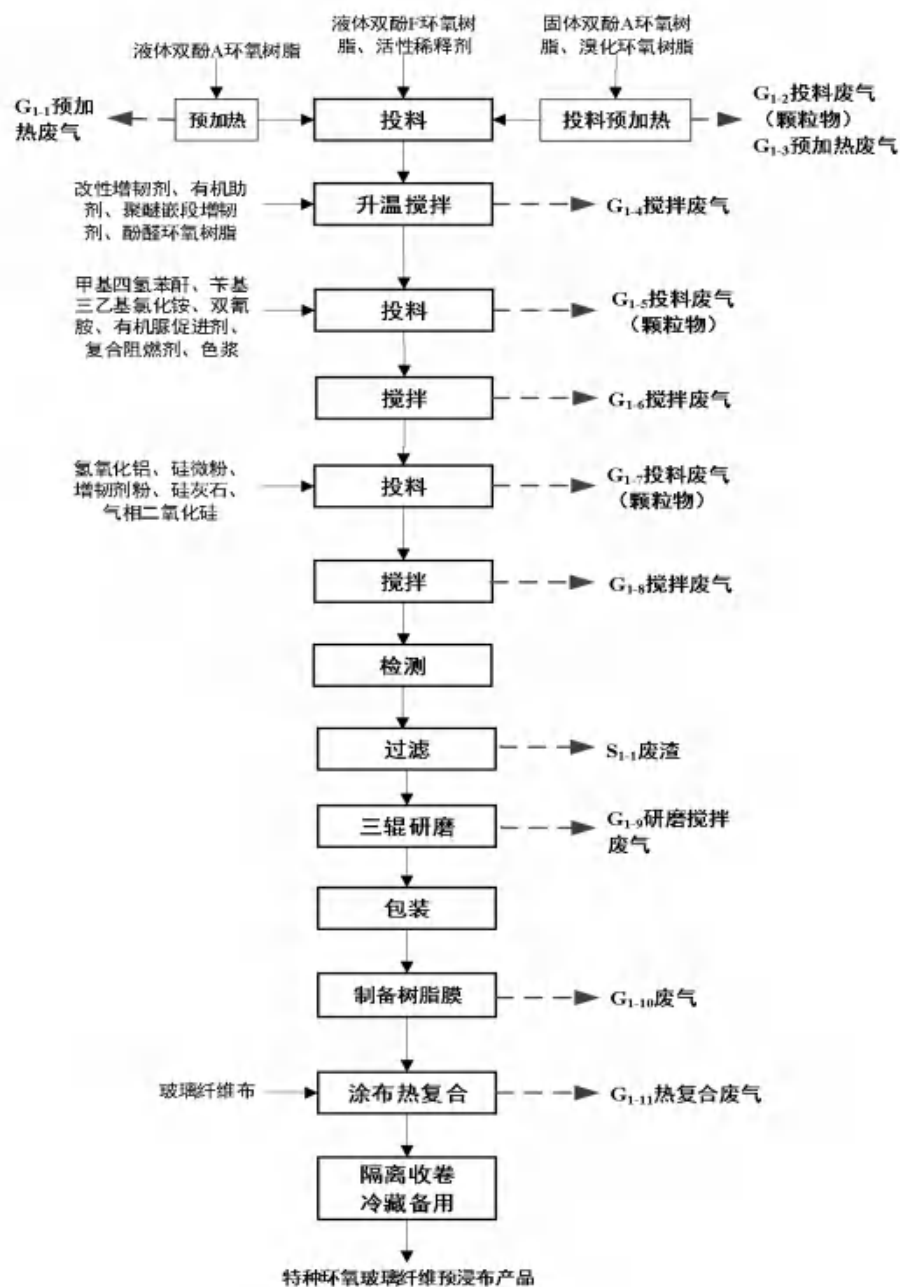 液体双酚F环氧树
脂、活性稀释剂
固体双酚A环氧树
脂、溴化环氧树脂
液体双酚A环氧树脂
G₁₋₁预加
热废气
预加热
投料
投料预加热
G₁₋₂投料废气
（颗粒物）
G₁₋₃预加热废气
改性增韧剂、有机助
剂、聚醚嵌段增韧
剂、酚醛环氧树脂
升温搅拌
G₁₋₄搅拌废气
甲基四氢苯酐、苄基
三乙基氯化铵、双氰
胺、有机脲促进剂、
复合阻燃剂、色浆
投料
G₁₋₅投料废气
（颗粒物）
搅拌
G₁₋₆搅拌废气
氢氧化铝、硅微粉、
增韧剂粉、硅灰石、
气相二氧化硅
投料
G₁₋₇投料废气
（颗粒物）
搅拌
G₁₋₈搅拌废气
检测
过滤
S₁₋₁废渣
三辊研磨
G₁₋₉研磨搅拌
废气
包装
制备树脂膜
G₁₋₁₀废气
玻璃纤维布
涂布热复合
G₁₋₁₁热复合废气
隔离收卷
冷藏备用
特种环氧玻璃纤维预浸布产品